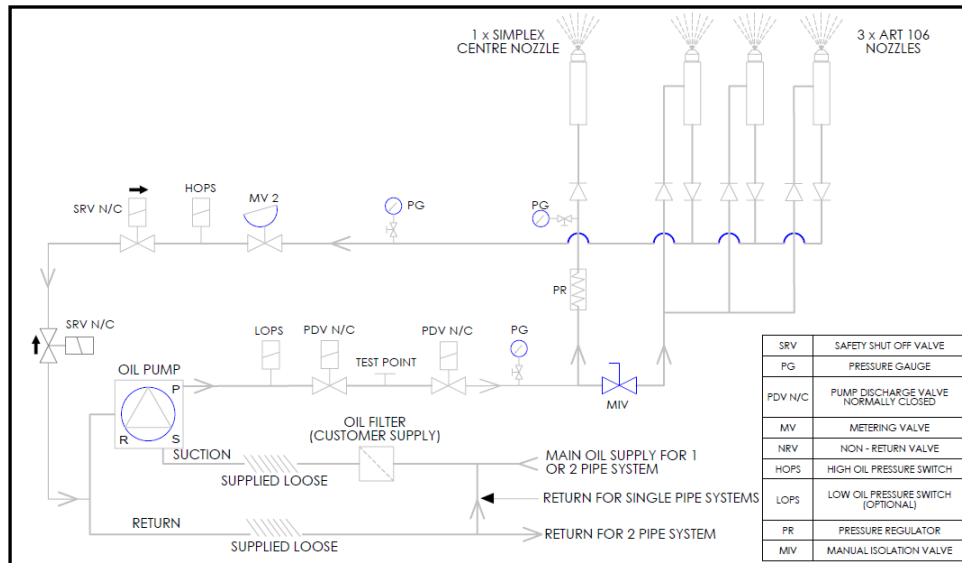 1 x SIMPLEX
CENTRE NOZZLE
3 x ART 106
NOZZLES
SRV N/C
HOPS
MV 2
PG
PG
PR
SRV N/C
LOPS
PDV N/C
TEST POINT
PDV N/C
PG
MIV
OIL PUMP
P
R
S
OIL FILTER
(CUSTOMER SUPPLY)
SUCTION
SUPPLIED LOOSE
MAIN OIL SUPPLY FOR 1
OR 2 PIPE SYSTEM
RETURN FOR SINGLE PIPE SYSTEMS
RETURN
SUPPLIED LOOSE
RETURN FOR 2 PIPE SYSTEM
SRV SAFETY SHUT OFF VALVE
PG PRESSURE GAUGE
PDV N/C PUMP DISCHARGE VALVE
NORMALLY CLOSED
MV METERING VALVE
NRV NON - RETURN VALVE
HOPS HIGH OIL PRESSURE SWITCH
LOPS LOW OIL PRESSURE SWITCH
(OPTIONAL)
PR PRESSURE REGULATOR
MIV MANUAL ISOLATION VALVE